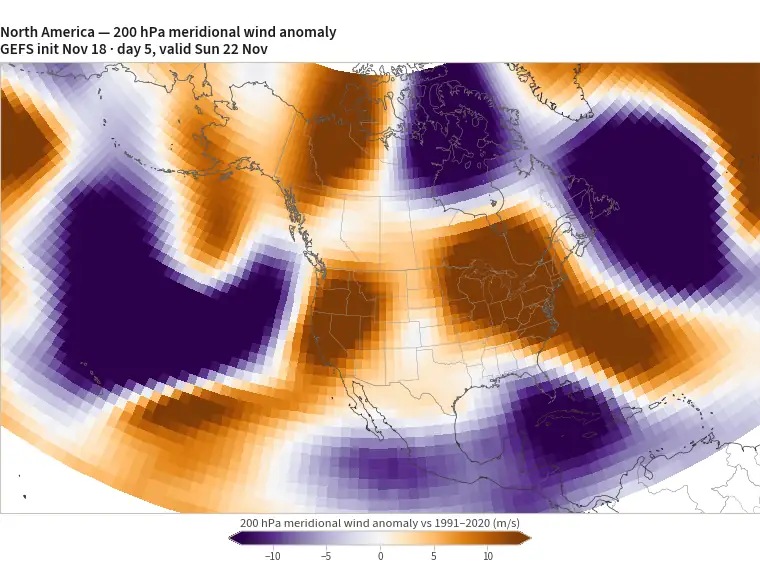 North America — 200 hPa meridional wind anomaly
GEFS init Nov 18 · day 5, valid Sun 22 Nov
200 hPa meridional wind anomaly vs 1991–2020 (m/s)
−10 −5 0 5 10